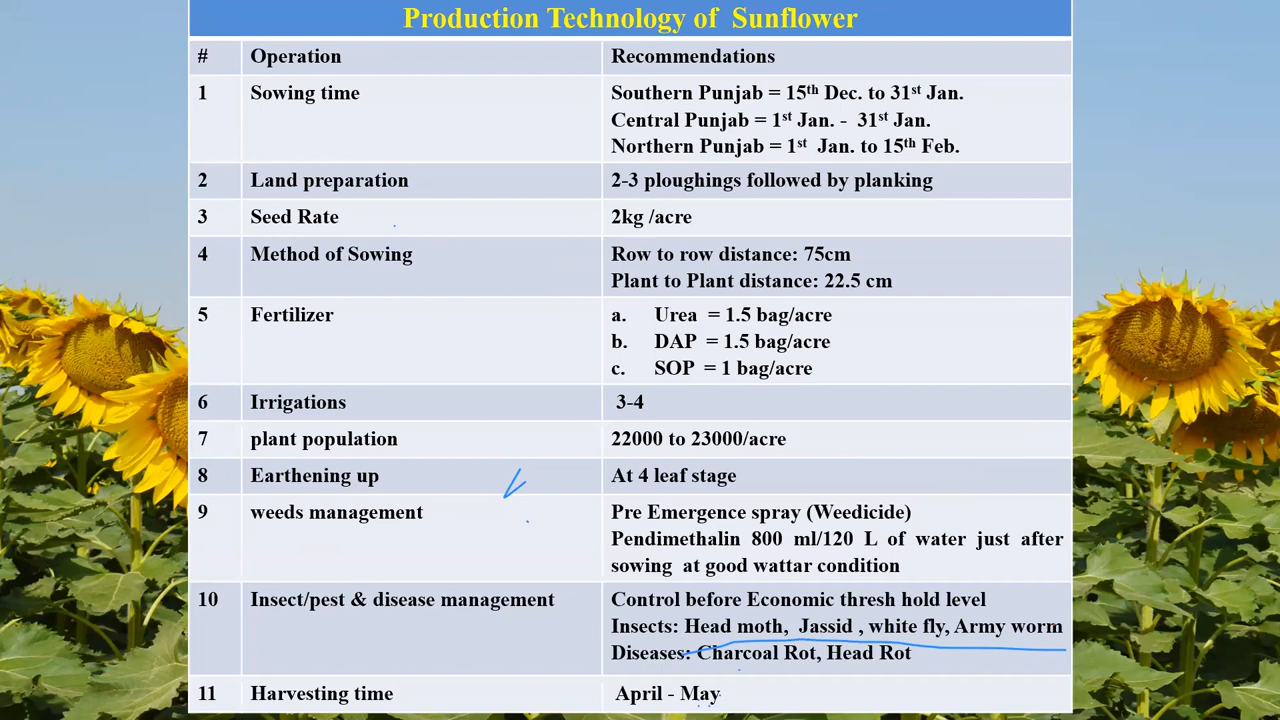 Production Technology of Sunflower
# Operation Recommendations
1 Sowing time Southern Punjab = 15th Dec. to 31st Jan.
Central Punjab = 1st Jan. - 31st Jan.
Northern Punjab = 1st Jan. to 15th Feb.
2 Land preparation 2-3 ploughings followed by planking
3 Seed Rate 2kg /acre
4 Method of Sowing Row to row distance: 75cm
Plant to Plant distance: 22.5 cm
5 Fertilizer a. Urea = 1.5 bag/acre
b. DAP = 1.5 bag/acre
c. SOP = 1 bag/acre
6 Irrigations 3-4
7 plant population 22000 to 23000/acre
8 Earthening up At 4 leaf stage
9 weeds management Pre Emergence spray (Weedicide)
Pendimethalin 800 ml/120 L of water just after
sowing at good wattar condition
10 Insect/pest & disease management Control before Economic thresh hold level
Insects: Head moth, Jassid , white fly, Army worm
Diseases: Charcoal Rot, Head Rot
11 Harvesting time April - May